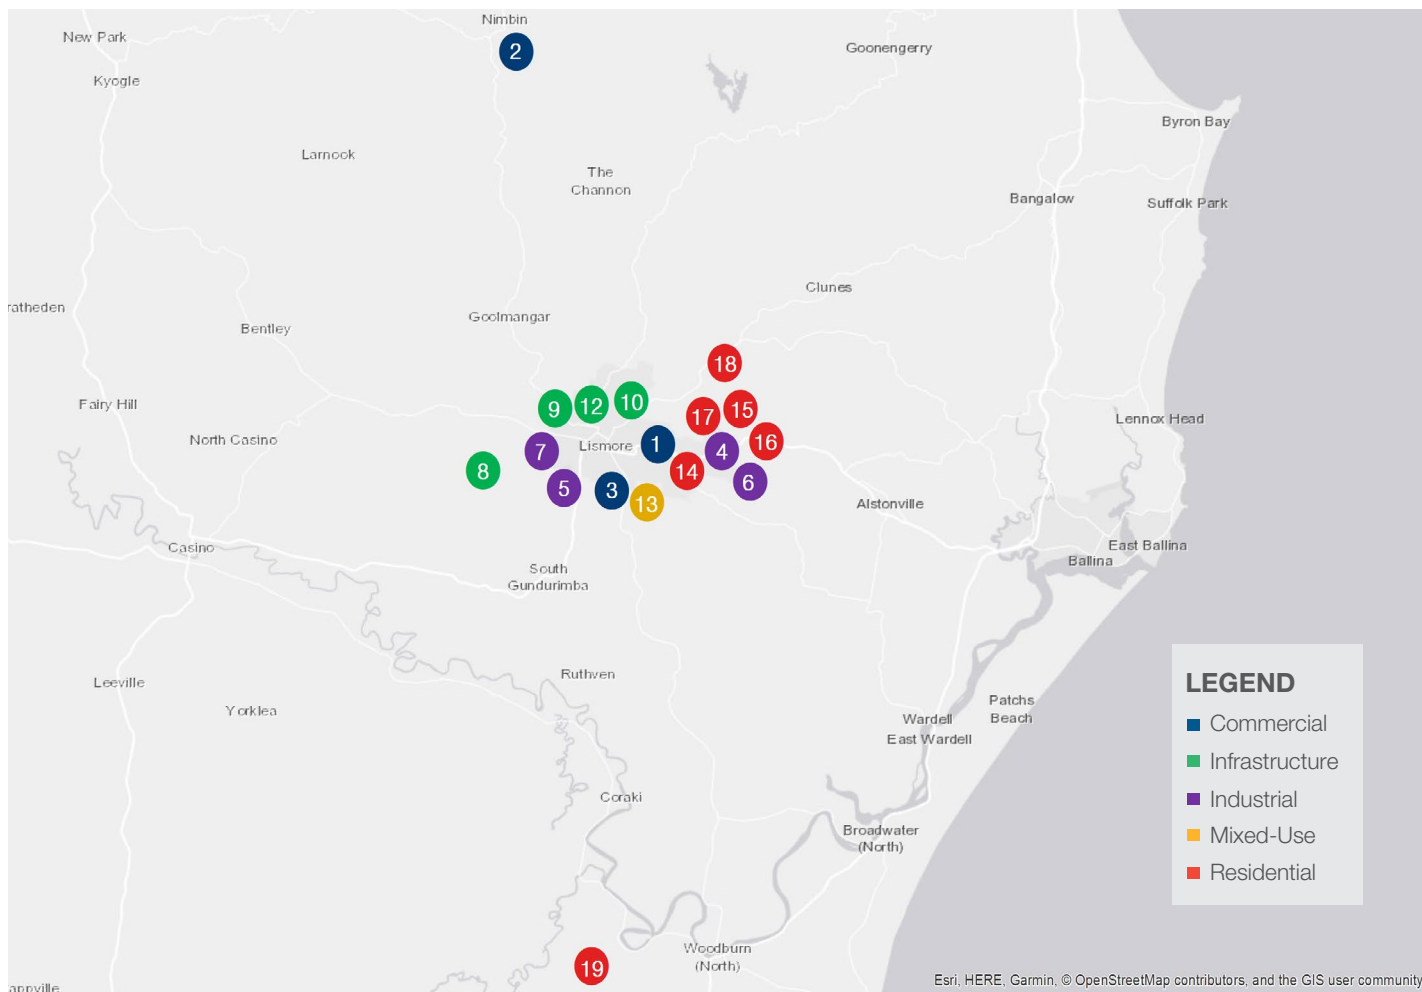 Nimbin
New Park
2
Goonengerry
Kyogle
Byron Bay
Larnook
The
Channon
Bangalow
Suffolk Park
Clunes
ratheden
Goolmangar
Bentley
18
Fairy Hill
9
12
10
17
15
Lennox Head
North Casino
7
Lismore
1
4
16
8
14
5
3
13
6
Alstonville
Casino
East Ballina
Ballina
South
Gundurimba
Ruthven
Leeville
Yorklea
Patchs
Beach
Wardell
East Wardell
LEGEND
Commercial
Infrastructure
Industrial
Mixed-Use
Residential
Coraki
Broadwater
(North)
Woodburn
(North)
19
appville
Esri, HERE, Garmin, © OpenStreetMap contributors, and the GIS user community